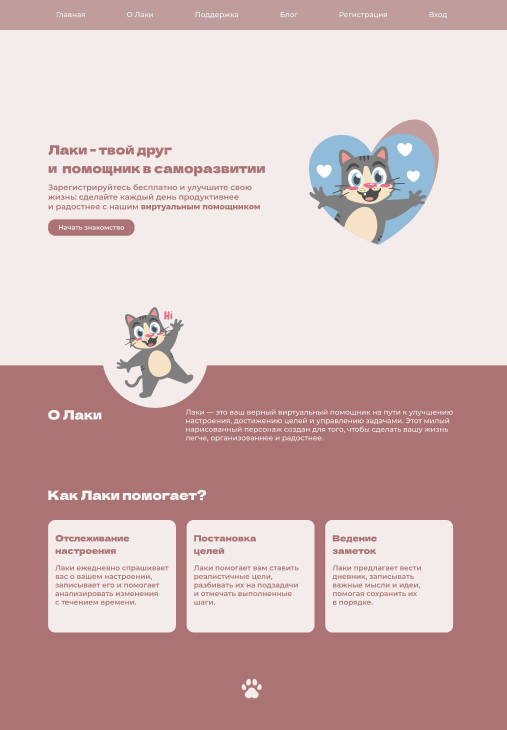 Главная О Лаки Поддержка Блог Регистрация Вход
Лаки - твой друг
и помощник в саморазвитии
Зарегистрируйтесь бесплатно и улучшите свою
жизнь: сделайте каждый день продуктивнее
и радостнее с нашим виртуальным помощником
Начать знакомство
Hi
О Лаки
Лаки — это ваш верный виртуальный помощник на пути к улучшению
настроения, достижению целей и управлению задачами. Этот милый
нарисованный персонаж создан для того, чтобы сделать вашу жизнь
легче, организованнее и радостнее.
Как Лаки помогает?
Отслеживание
настроения
Лаки ежедневно спрашивает
вас о вашем настроении,
записывает его и помогает
анализировать изменения
с течением времени.
Постановка
целей
Лаки помогает вам ставить
реалистичные цели,
разбивать их на подзадачи
и отмечать выполненные
шаги.
Ведение
заметок
Лаки предлагает вести
дневник, записывать
важные мысли и идеи,
помогая сохранить их
в порядке.